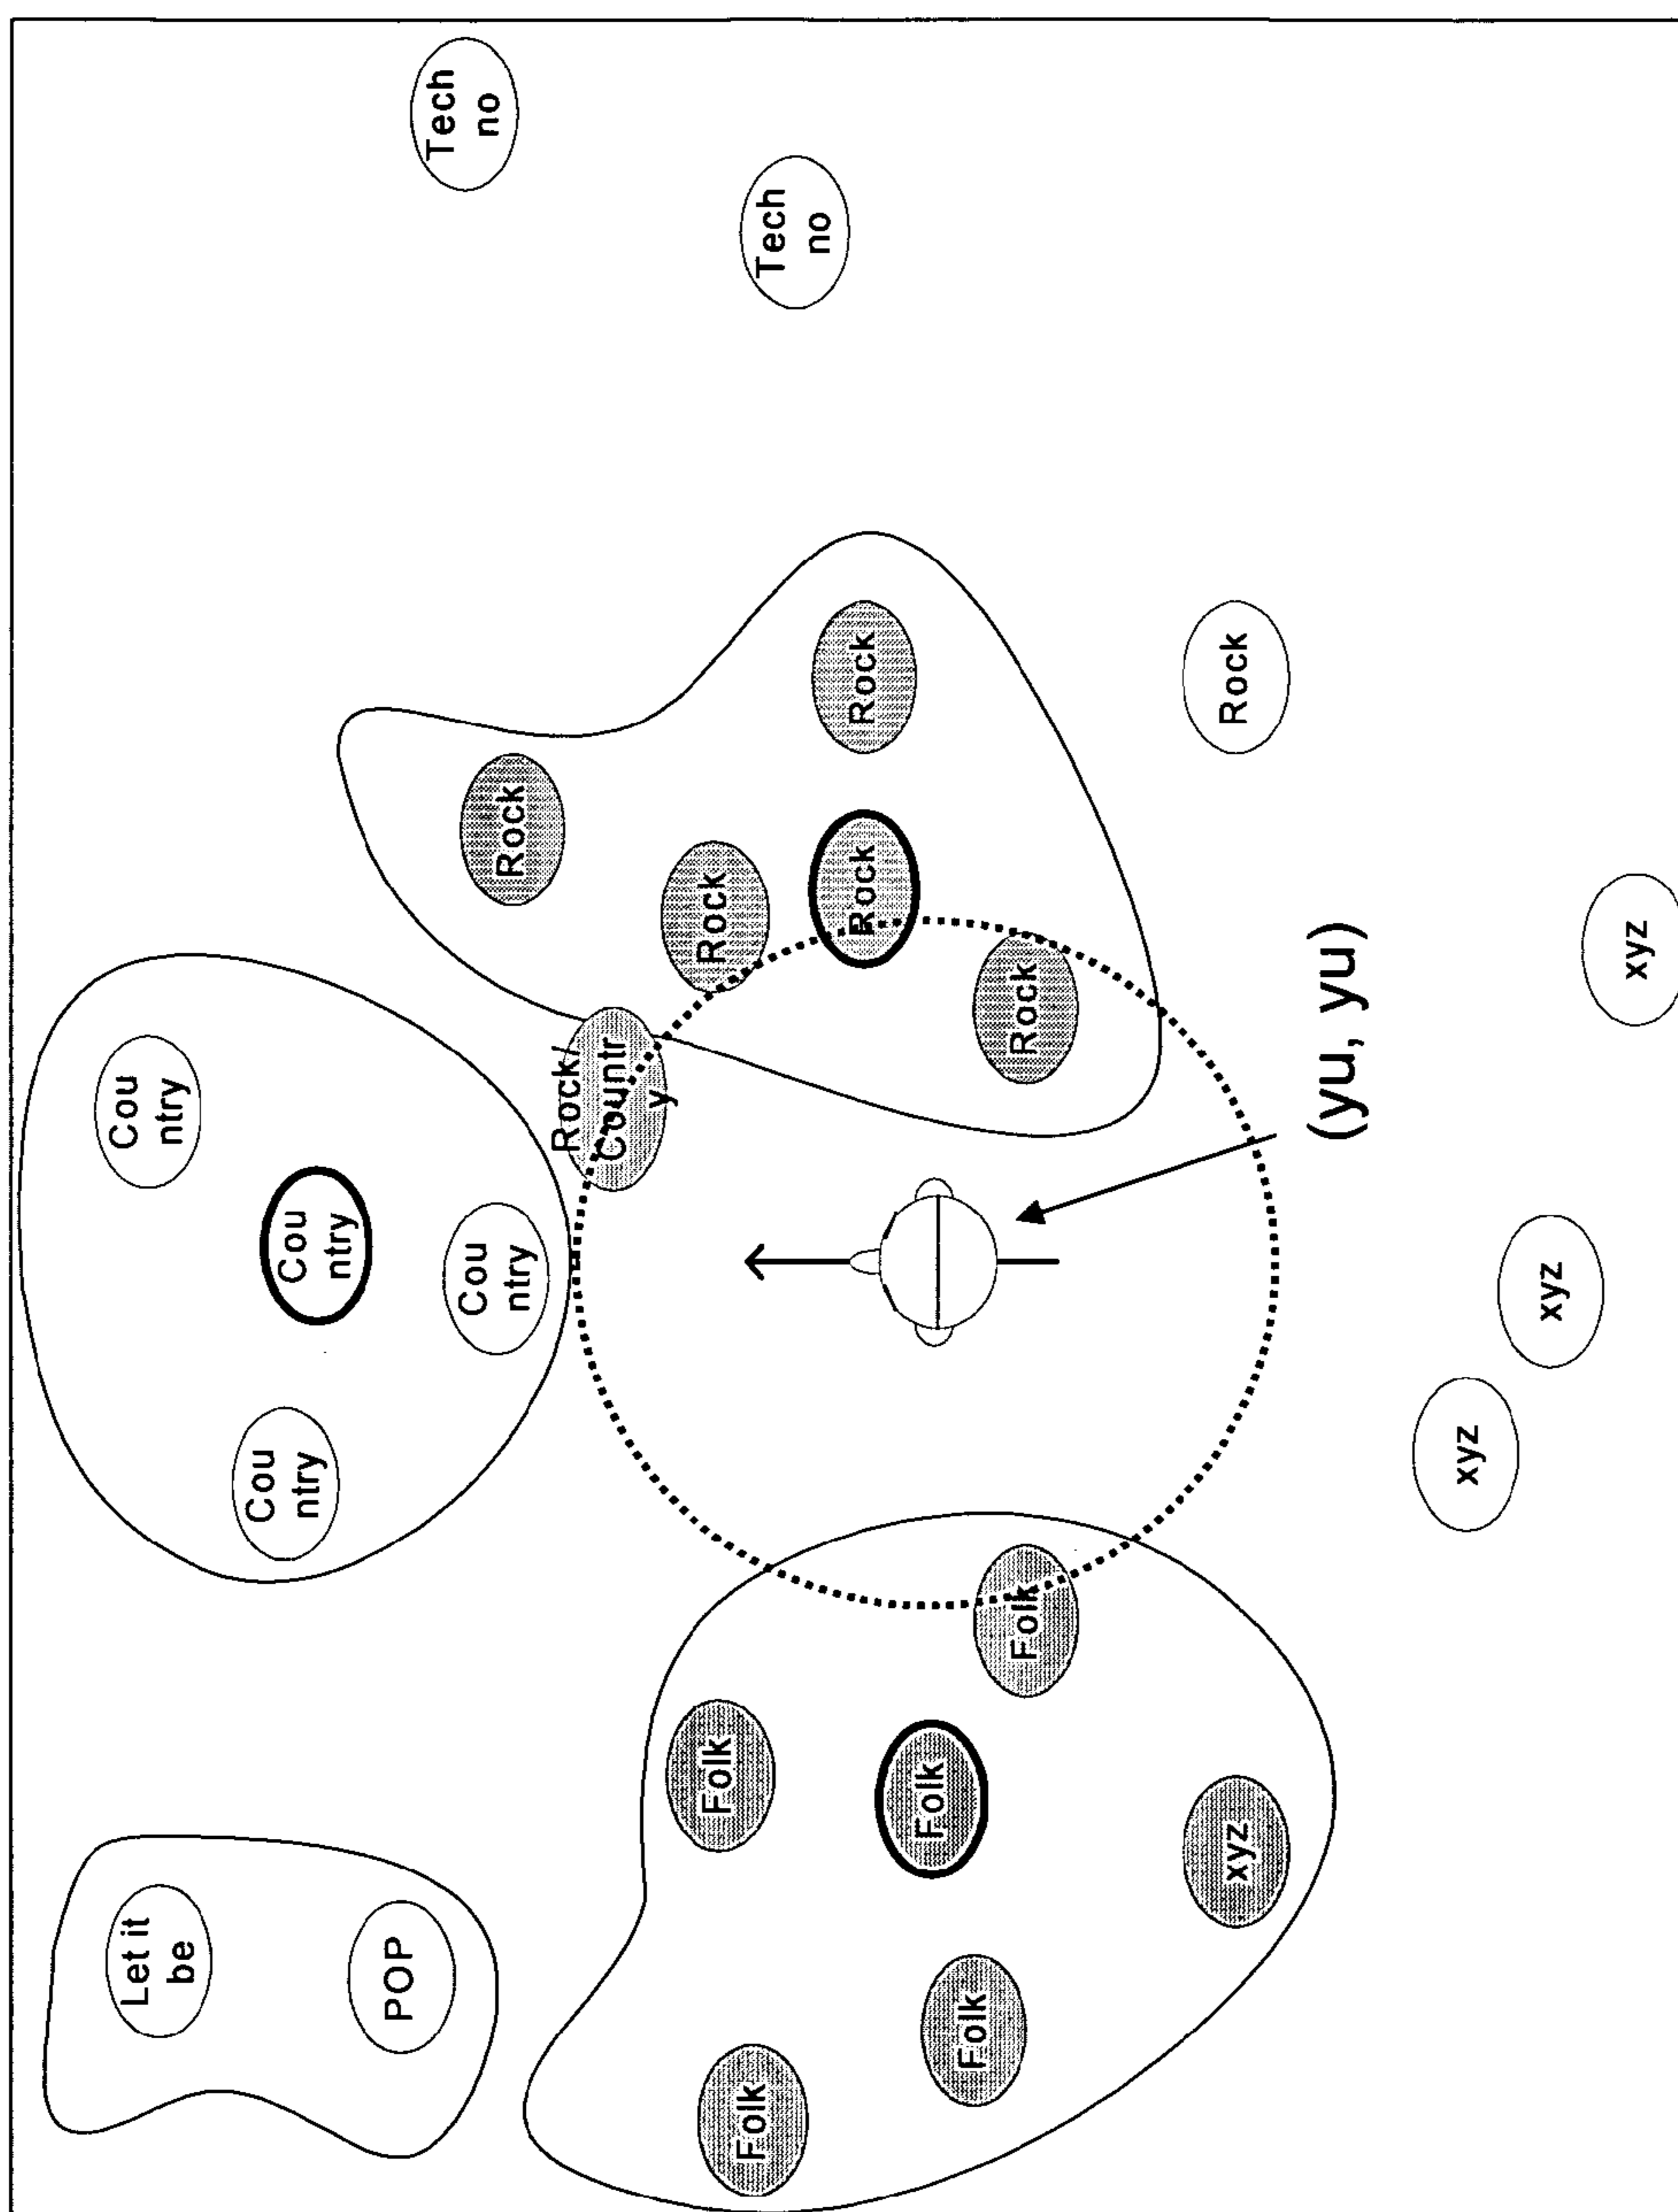 Let it
be
Cou
ntry
Cou
ntry
Cou
ntry
POP
Tech
no
Cou
ntry
Rock
Rock/
Countr
y
Folk
Rock
Folk
Tech
no
Rock
Rock
Folk
Folk
Folk
Rock
xyz
Rock
(yu, yu)
xyz
xyz
xyz